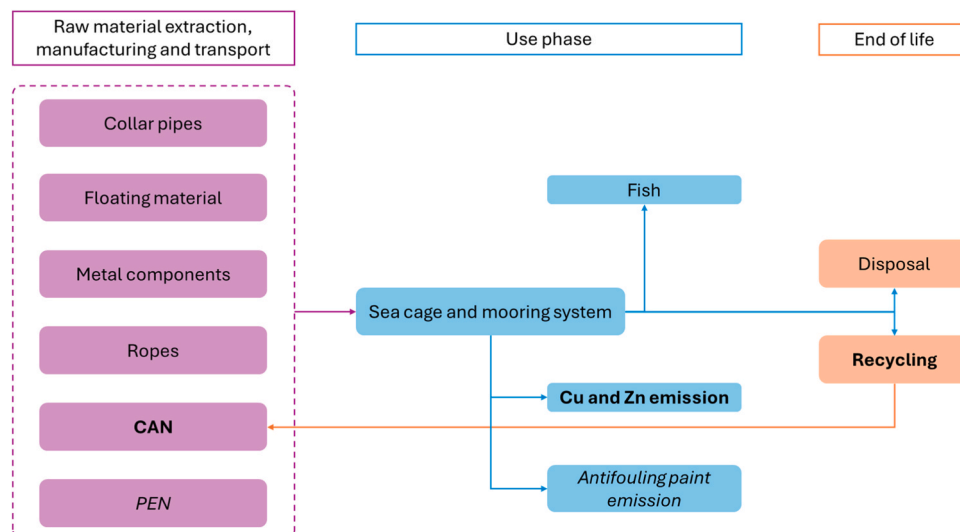 Raw material extraction,
manufacturing and transport
Use phase
End of life
Collar pipes
Floating material
Metal components
Ropes
CAN
PEN
Fish
Sea cage and mooring system
Cu and Zn emission
Antifouling paint
emission
Disposal
Recycling